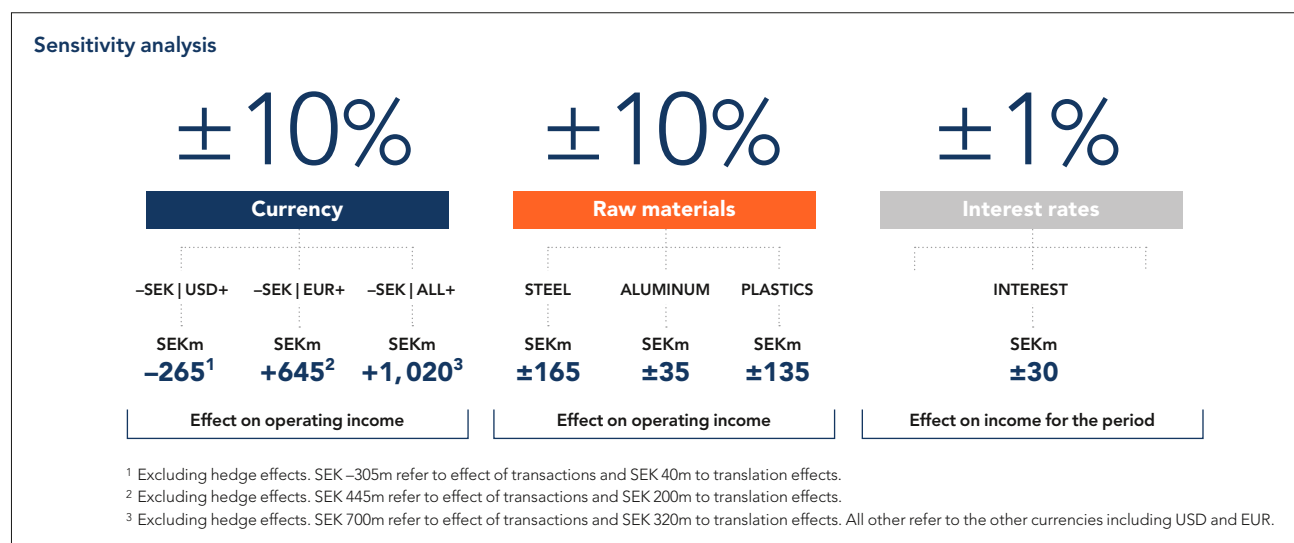 Sensitivity analysis
±10% ±10% ±1%
Currency Raw materials Interest rates
–SEK | USD+ –SEK | EUR+ –SEK | ALL+ STEEL ALUMINUM PLASTICS INTEREST
SEKm SEKm SEKm SEKm SEKm SEKm SEKm
–265¹ +645² +1,020³ ±165 ±35 ±135 ±30
Effect on operating income Effect on operating income Effect on income for the period
¹ Excluding hedge effects. SEK –305m refer to effect of transactions and SEK 40m to translation effects.
² Excluding hedge effects. SEK 445m refer to effect of transactions and SEK 200m to translation effects.
³ Excluding hedge effects. SEK 700m refer to effect of transactions and SEK 320m to translation effects. All other refer to the other currencies including USD and EUR.